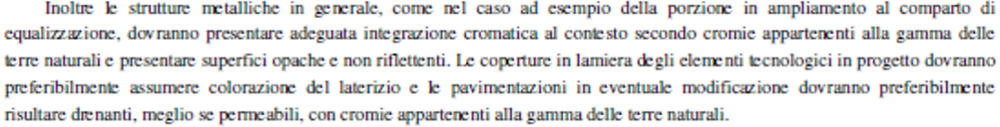 Inoltre le strutture metalliche in generale, come nel caso ad esempio della porzione in ampliamento al comparto di
equalizzazione, dovranno presentare adeguata integrazione cromatica al contesto secondo cromie appartenenti alla gamma delle
terre naturali e presentare superfici opache e non riflettenti. Le coperture in lamiera degli elementi tecnologici in progetto dovranno
preferibilmente assumere colorazione del laterizio e le pavimentazioni in eventuale modificazione dovranno preferibilmente
risultare drenanti, meglio se permeabili, con cromie appartenenti alla gamma delle terre naturali.